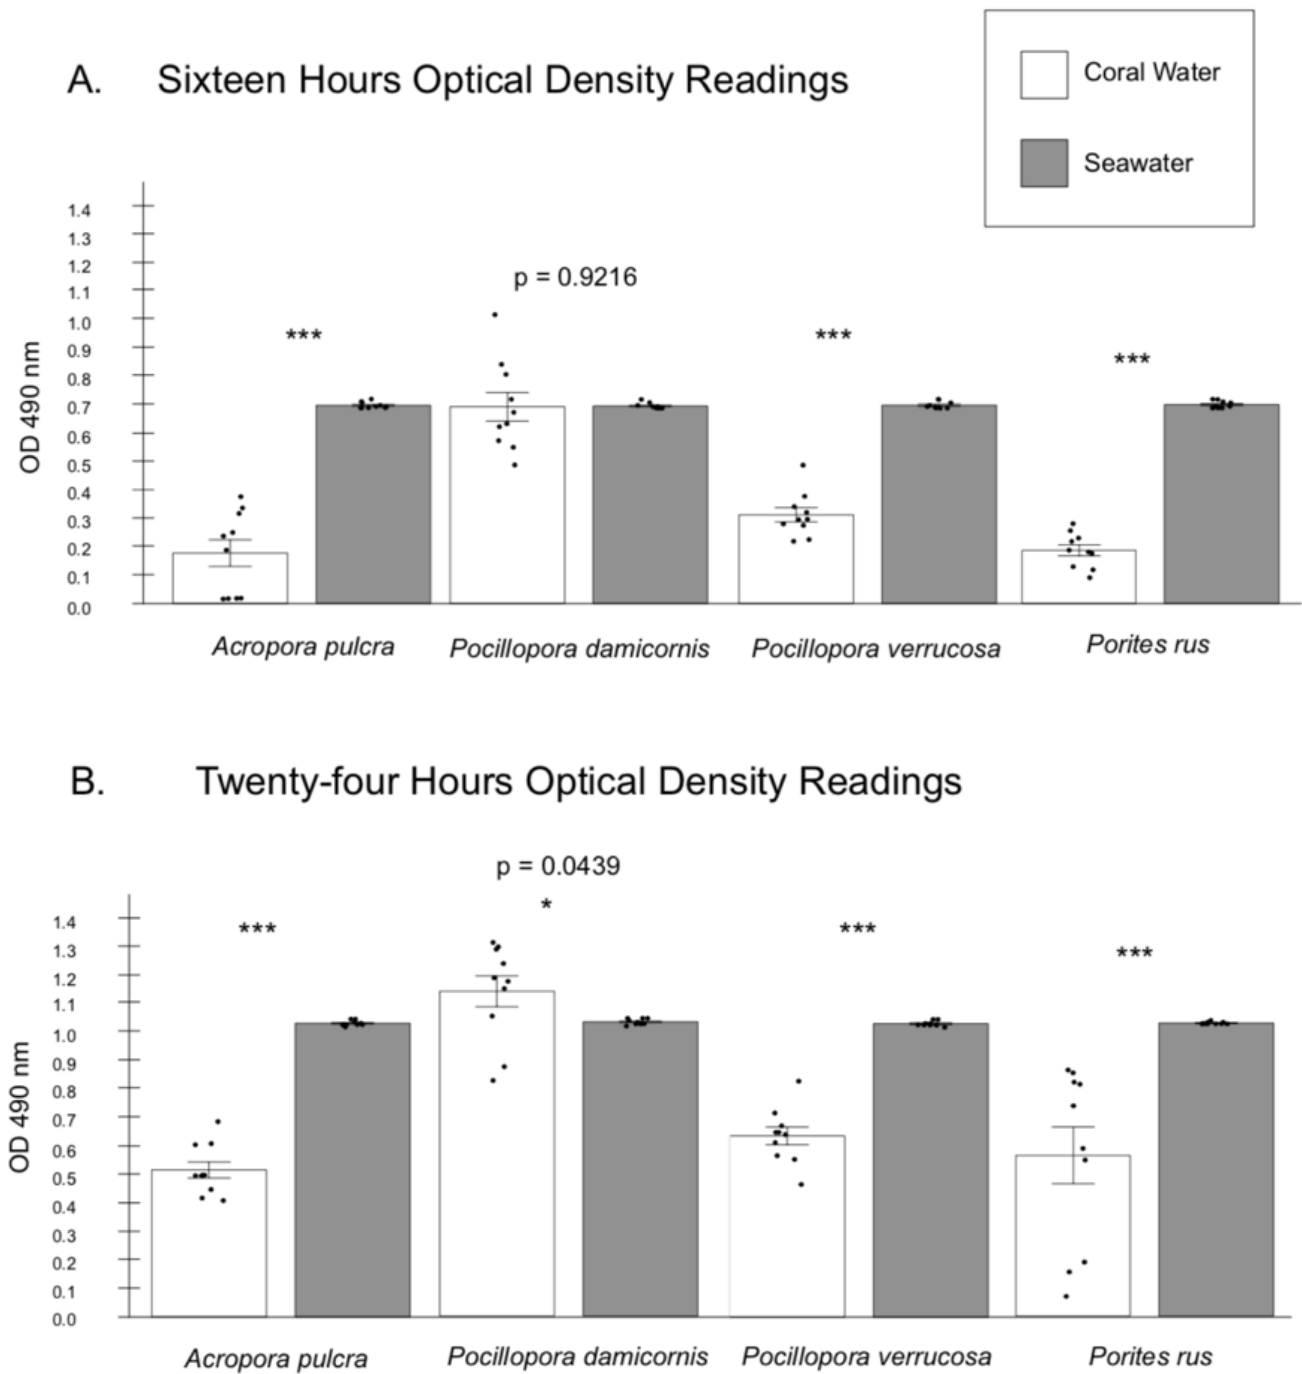 A. Sixteen Hours Optical Density Readings
Coral Water
Seawater
1.4
1.3
1.2
1.1
1.0
0.9
0.8
0.7
0.6
0.5
0.4
0.3
0.2
0.1
0.0
OD 490 nm
p = 0.9216
***
***
***
Acropora pulcra
Pocillopora damicornis
Pocillopora verrucosa
Porites rus
B. Twenty-four Hours Optical Density Readings
p = 0.0439
*
***
***
***
1.4
1.3
1.2
1.1
1.0
0.9
0.8
0.7
0.6
0.5
0.4
0.3
0.2
0.1
0.0
OD 490 nm
Acropora pulcra
Pocillopora damicornis
Pocillopora verrucosa
Porites rus